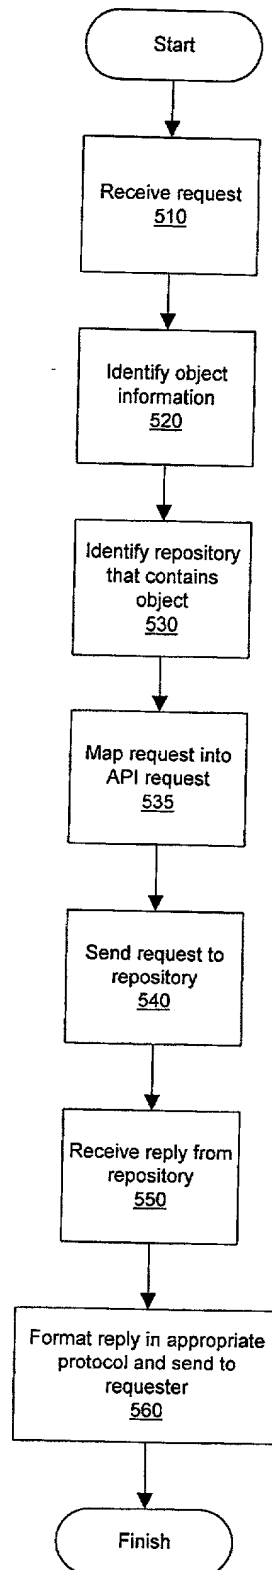 Start
Receive request
510
Identify object
information
520
Identify repository
that contains
object
530
Map request into
API request
535
Send request to
repository
540
Receive reply from
repository
550
Format reply in appropriate
protocol and send to
requester
560
Finish